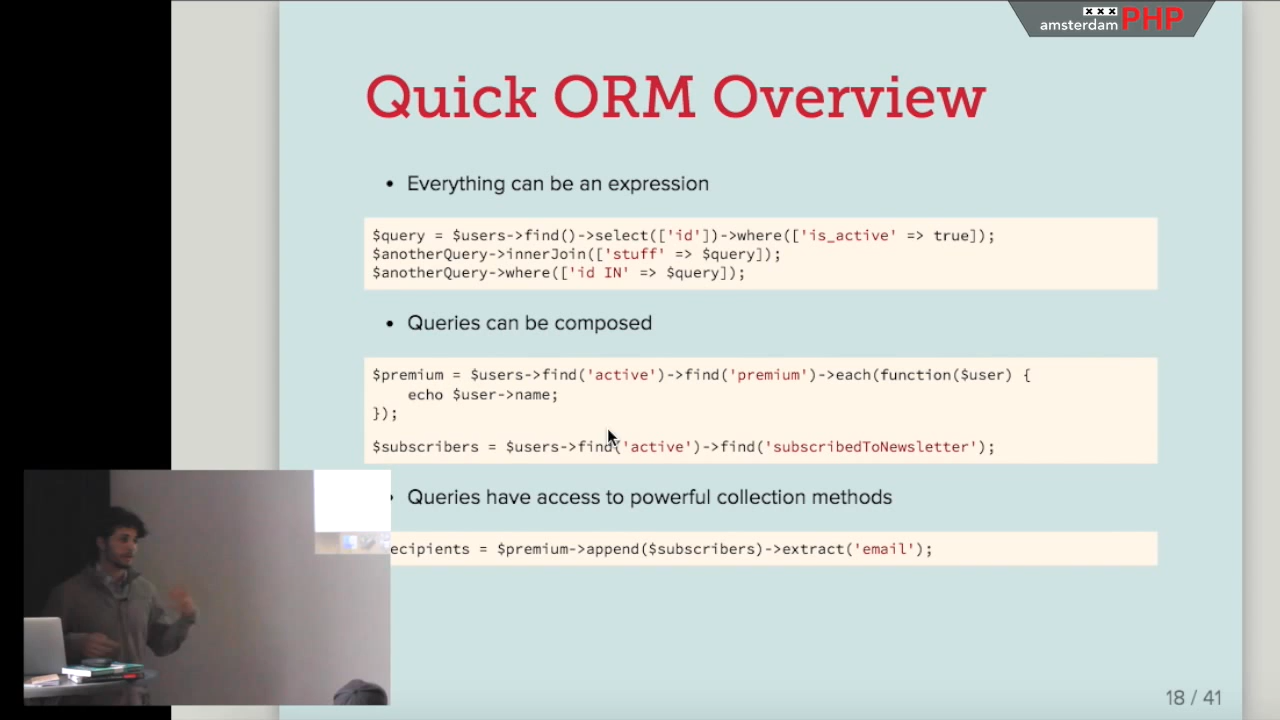 xxx
amsterdam PHP
Quick ORM Overview
• Everything can be an expression
$query = $users->find()->select(['id'])->where(['is_active' => true]);
$anotherQuery->innerJoin(['stuff' => $query]);
$anotherQuery->where(['id IN' => $query]);
• Queries can be composed
$premium = $users->find('active')->find('premium')->each(function($user) {
echo $user->name;
});
$subscribers = $users->find('active')->find('subscribedToNewsletter');
• Queries have access to powerful collection methods
ecipients = $premium->append($subscribers)->extract('email');
18 / 41